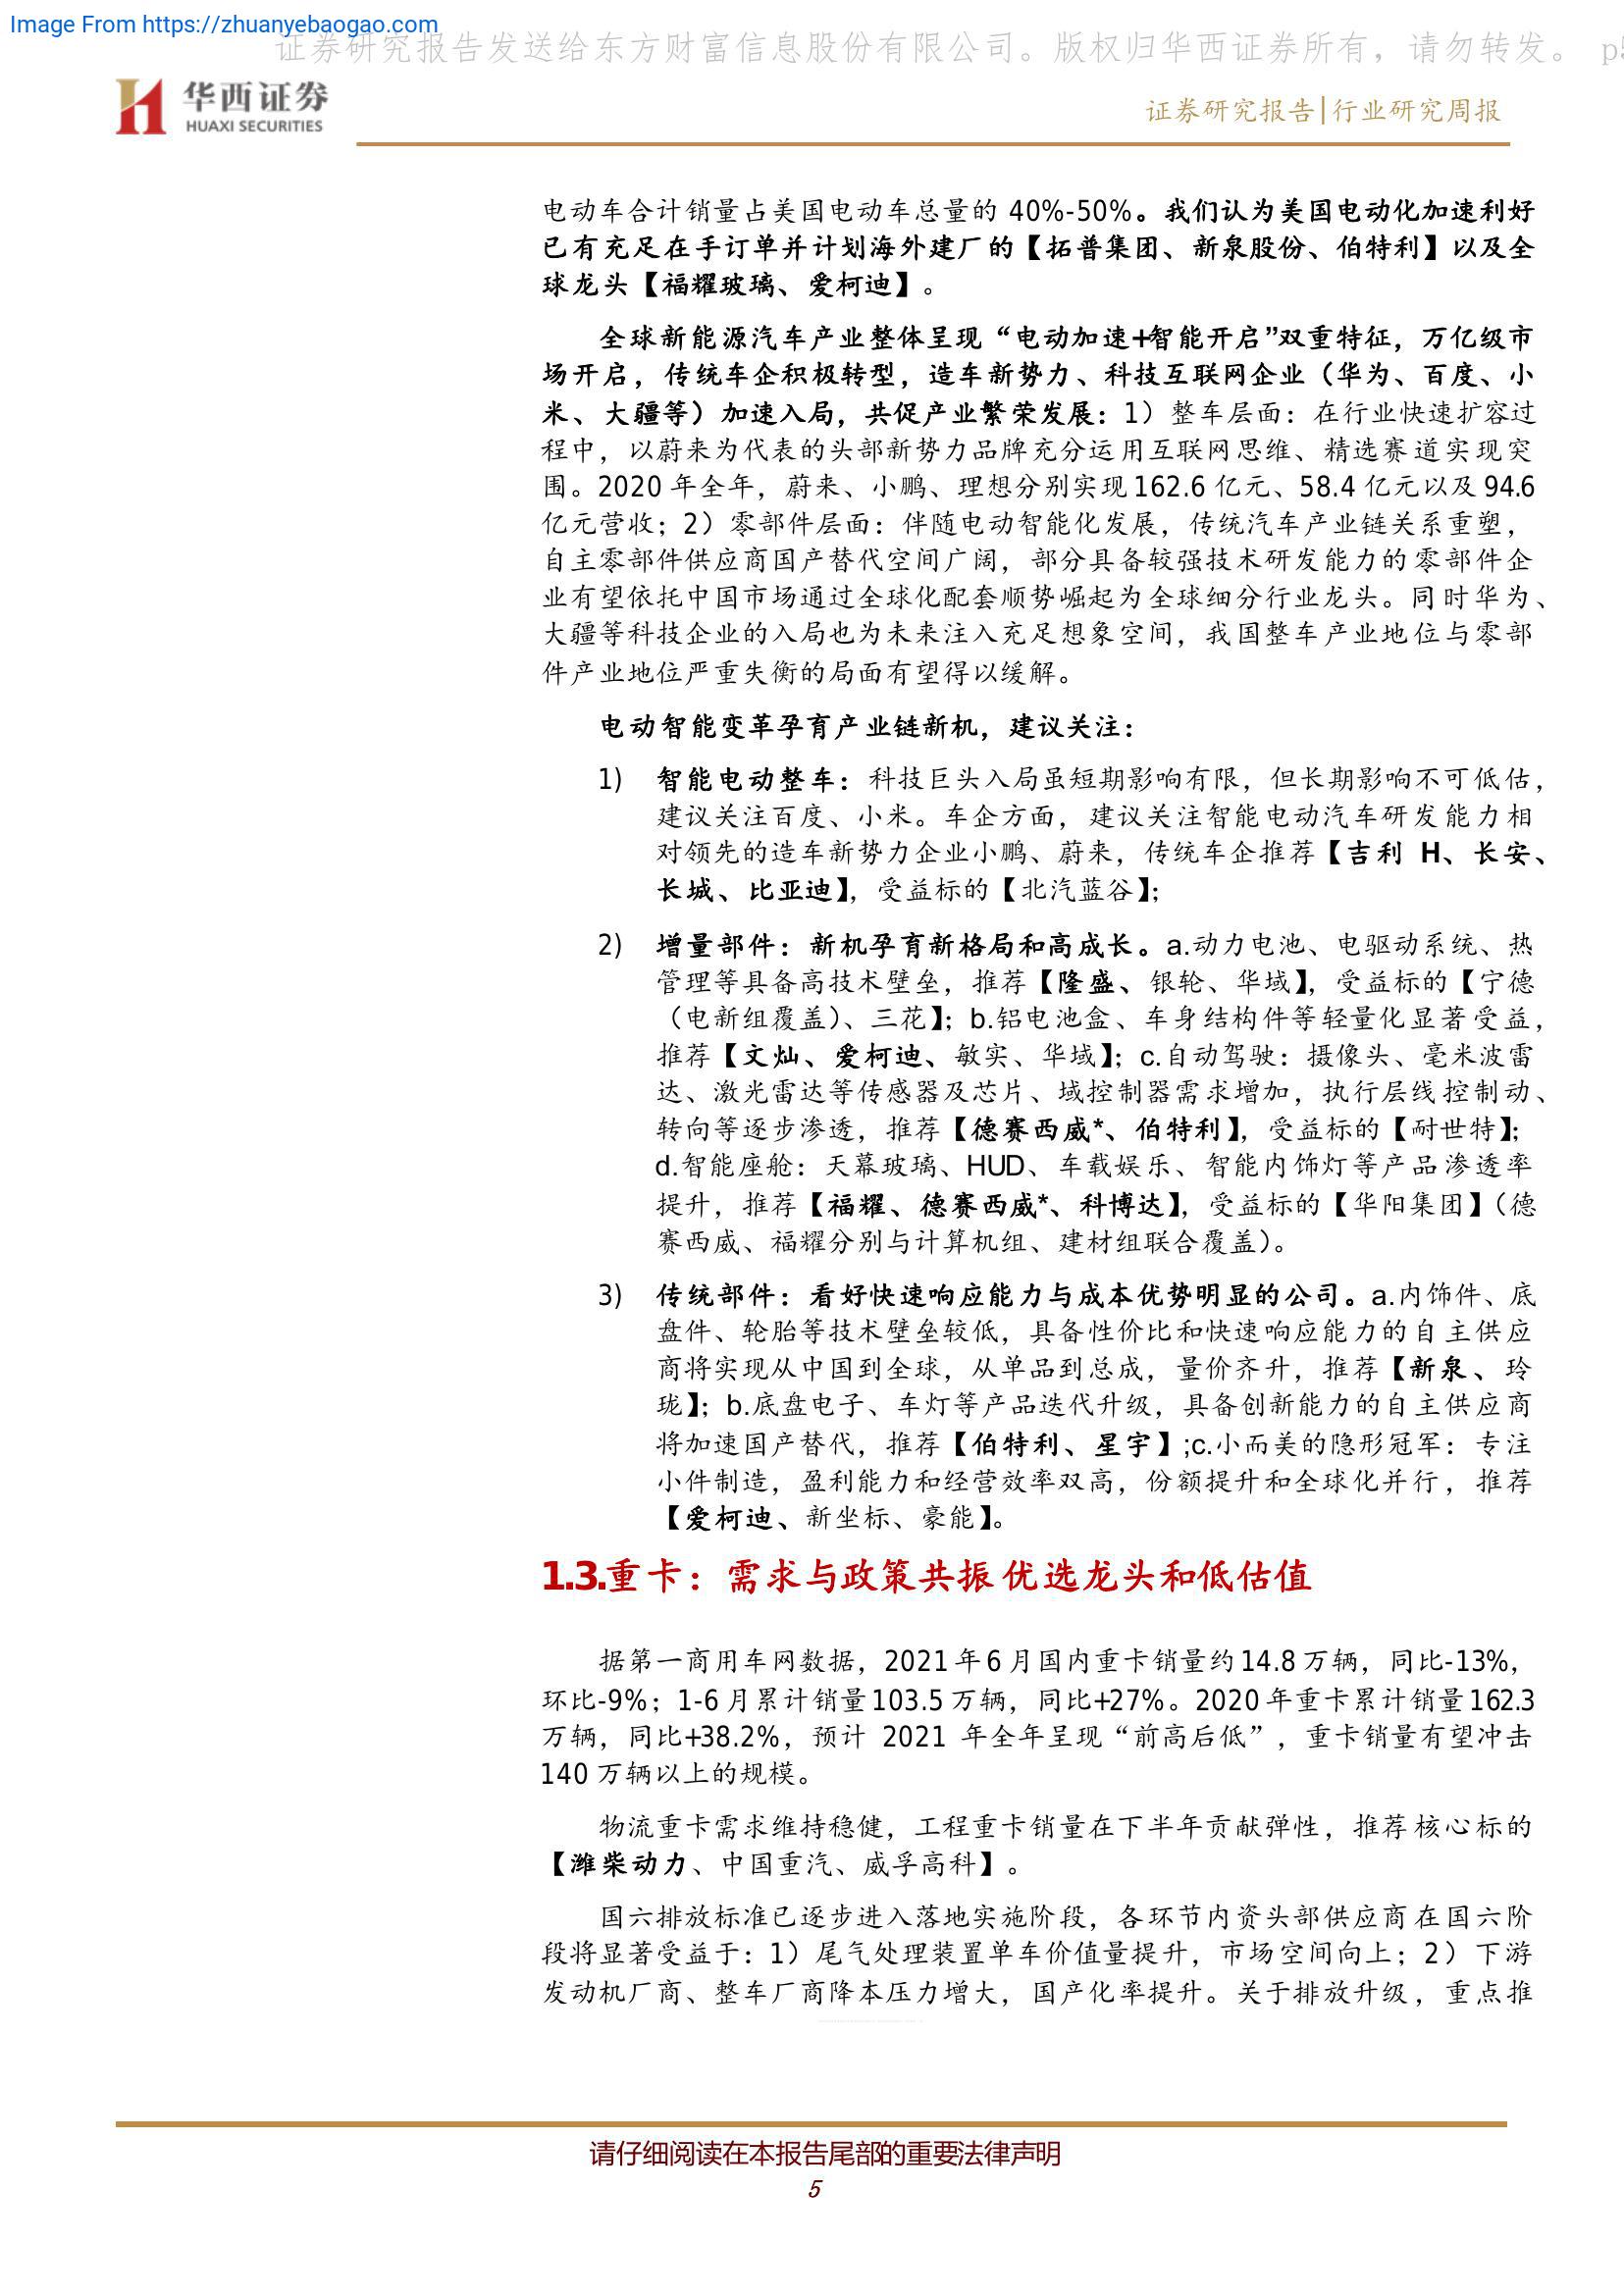 Image From https://zhuanyebaogao.com
证券研究报告发送给东方财富信息股份有限公司。版权归华西证券所有，请勿转发。 p5
华西证券
HUAXI SECURITIES
证券研究报告|行业研究周报
电动车合计销量占美国电动车总量的 40%-50%。我们认为美国电动化加速利好
已有充足在手订单并计划海外建厂的【拓普集团、新泉股份、伯特利】以及全
球龙头【福耀玻璃、爱柯迪】。
全球新能源汽车产业整体呈现“电动加速+智能开启”双重特征，万亿级市
场开启，传统车企积极转型，造车新势力、科技互联网企业（华为、百度、小
米、大疆等）加速入局，共促产业繁荣发展：1）整车层面：在行业快速扩容过
程中，以蔚来为代表的头部新势力品牌充分运用互联网思维、精选赛道实现突
围。2020 年全年，蔚来、小鹏、理想分别实现 162.6 亿元、58.4 亿元以及 94.6
亿元营收；2）零部件层面：伴随电动智能化发展，传统汽车产业链关系重塑，
自主零部件供应商国产替代空间广阔，部分具备较强技术研发能力的零部件企
业有望依托中国市场通过全球化配套顺势崛起为全球细分行业龙头。同时华为、
大疆等科技企业的入局也为未来注入充足想象空间，我国整车产业地位与零部
件产业地位严重失衡的局面有望得以缓解。
电动智能变革孕育产业链新机，建议关注：
1) 智能电动整车：科技巨头入局虽短期影响有限，但长期影响不可低估，
建议关注百度、小米。车企方面，建议关注智能电动汽车研发能力相
对领先的造车新势力企业小鹏、蔚来，传统车企推荐【吉利 H、长安、
长城、比亚迪】，受益标的【北汽蓝谷】；
2) 增量部件：新机孕育新格局和高成长。a.动力电池、电驱动系统、热
管理等具备高技术壁垒，推荐【隆盛、银轮、华域】，受益标的【宁德
（电新组覆盖）、三花】；b.铝电池盒、车身结构件等轻量化显著受益，
推荐【文灿、爱柯迪、敏实、华域】；c.自动驾驶：摄像头、毫米波雷
达、激光雷达等传感器及芯片、域控制器需求增加，执行层线控制动、
转向等逐步渗透，推荐【德赛西威*、伯特利】，受益标的【耐世特】；
d.智能座舱：天幕玻璃、HUD、车载娱乐、智能内饰灯等产品渗透率
提升，推荐【福耀、德赛西威*、科博达】，受益标的【华阳集团】（德
赛西威、福耀分别与计算机组、建材组联合覆盖）。
3) 传统部件：看好快速响应能力与成本优势明显的公司。a.内饰件、底
盘件、轮胎等技术壁垒较低，具备性价比和快速响应能力的自主供应
商将实现从中国到全球，从单品到总成，量价齐升，推荐【新泉、玲
珑】；b.底盘电子、车灯等产品迭代升级，具备创新能力的自主供应商
将加速国产替代，推荐【伯特利、星宇】;c.小而美的隐形冠军：专注
小件制造，盈利能力和经营效率双高，份额提升和全球化并行，推荐
【爱柯迪、新坐标、豪能】。
1.3.重卡：需求与政策共振 优选龙头和低估值
据第一商用车网数据，2021 年 6 月国内重卡销量约 14.8 万辆，同比-13%，
环比-9%；1-6 月累计销量 103.5 万辆，同比+27%。2020 年重卡累计销量 162.3
万辆，同比+38.2%，预计 2021 年全年呈现“前高后低”，重卡销量有望冲击
140 万辆以上的规模。
物流重卡需求维持稳健，工程重卡销量在下半年贡献弹性，推荐核心标的
【潍柴动力、中国重汽、威孚高科】。
国六排放标准已逐步进入落地实施阶段，各环节内资头部供应商在国六阶
段将显著受益于：1）尾气处理装置单车价值量提升，市场空间向上；2）下游
发动机厂商、整车厂商降本压力增大，国产化率提升。关于排放升级，重点推
请仔细阅读在本报告尾部的重要法律声明
5